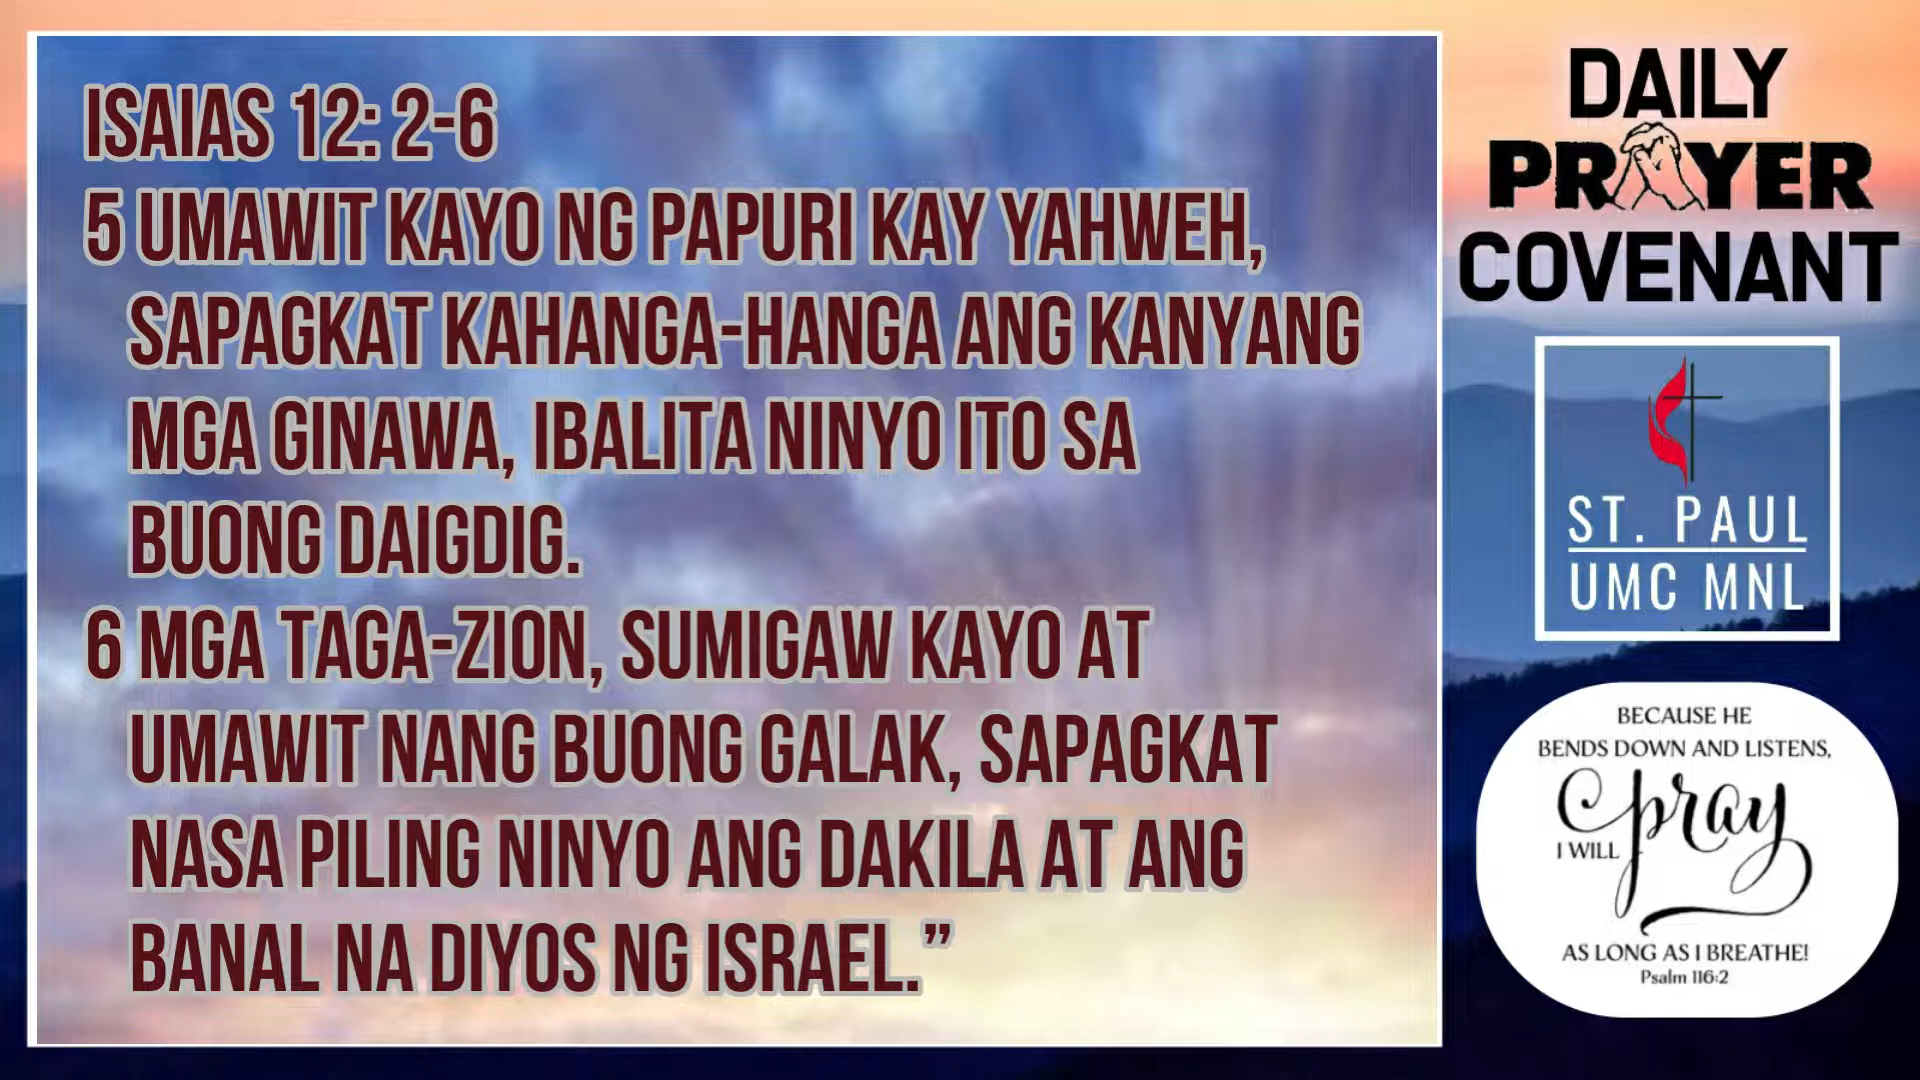 ISAIAS 12: 2-6
5 UMAWIT KAYO NG PAPURI KAY YAHWEH,
SAPAGKAT KAHANGA-HANGA ANG KANYANG
MGA GINAWA, IBALITA NINYO ITO SA
BUONG DAIGDIG.
6 MGA TAGA-ZION, SUMIGAW KAYO AT
UMAWIT NANG BUONG GALAK, SAPAGKAT
NASA PILING NINYO ANG DAKILA AT ANG
BANAL NA DIYOS NG ISRAEL.”
DAILY
PRAYER
COVENANT
ST. PAUL
UMC MNL
BECAUSE HE
BENDS DOWN AND LISTENS,
I WILL pray
AS LONG AS I BREATHE!
Psalm 116:2